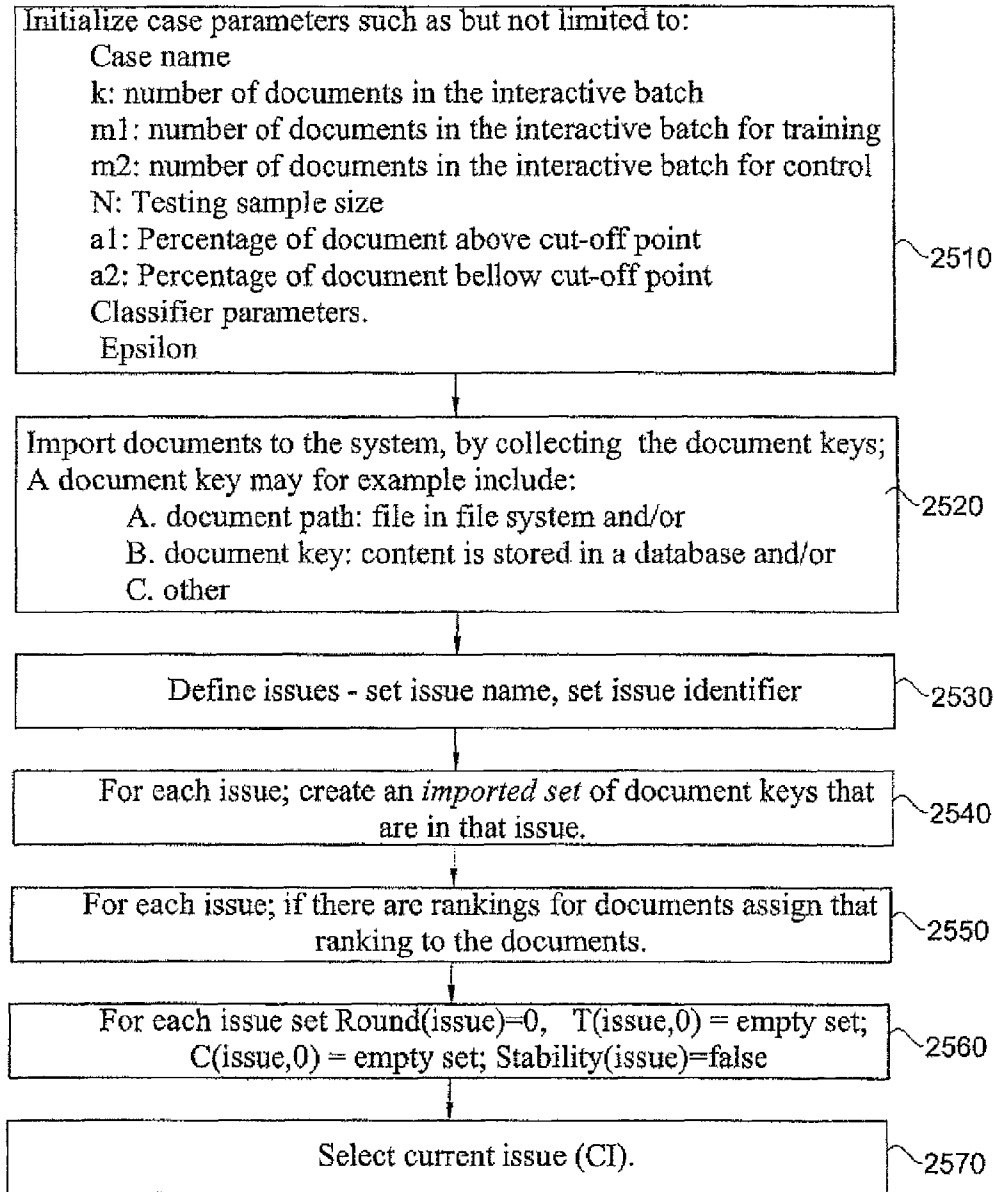 Initialize case parameters such as but not limited to:
Case name
k: number of documents in the interactive batch
m1: number of documents in the interactive batch for training
m2: number of documents in the interactive batch for control
N: Testing sample size
a1: Percentage of document above cut-off point
a2: Percentage of document bellow cut-off point
Classifier parameters.
Epsilon
2510
Import documents to the system, by collecting the document keys;
A document key may for example include:
A. document path: file in file system and/or
B. document key: content is stored in a database and/or
C. other
2520
Define issues - set issue name, set issue identifier
2530
For each issue; create an imported set of document keys that
are in that issue.
2540
For each issue; if there are rankings for documents assign that
ranking to the documents.
2550
For each issue set Round(issue)=0, T(issue,0) = empty set;
C(issue,0) = empty set; Stability(issue)=false
2560
Select current issue (CI).
2570